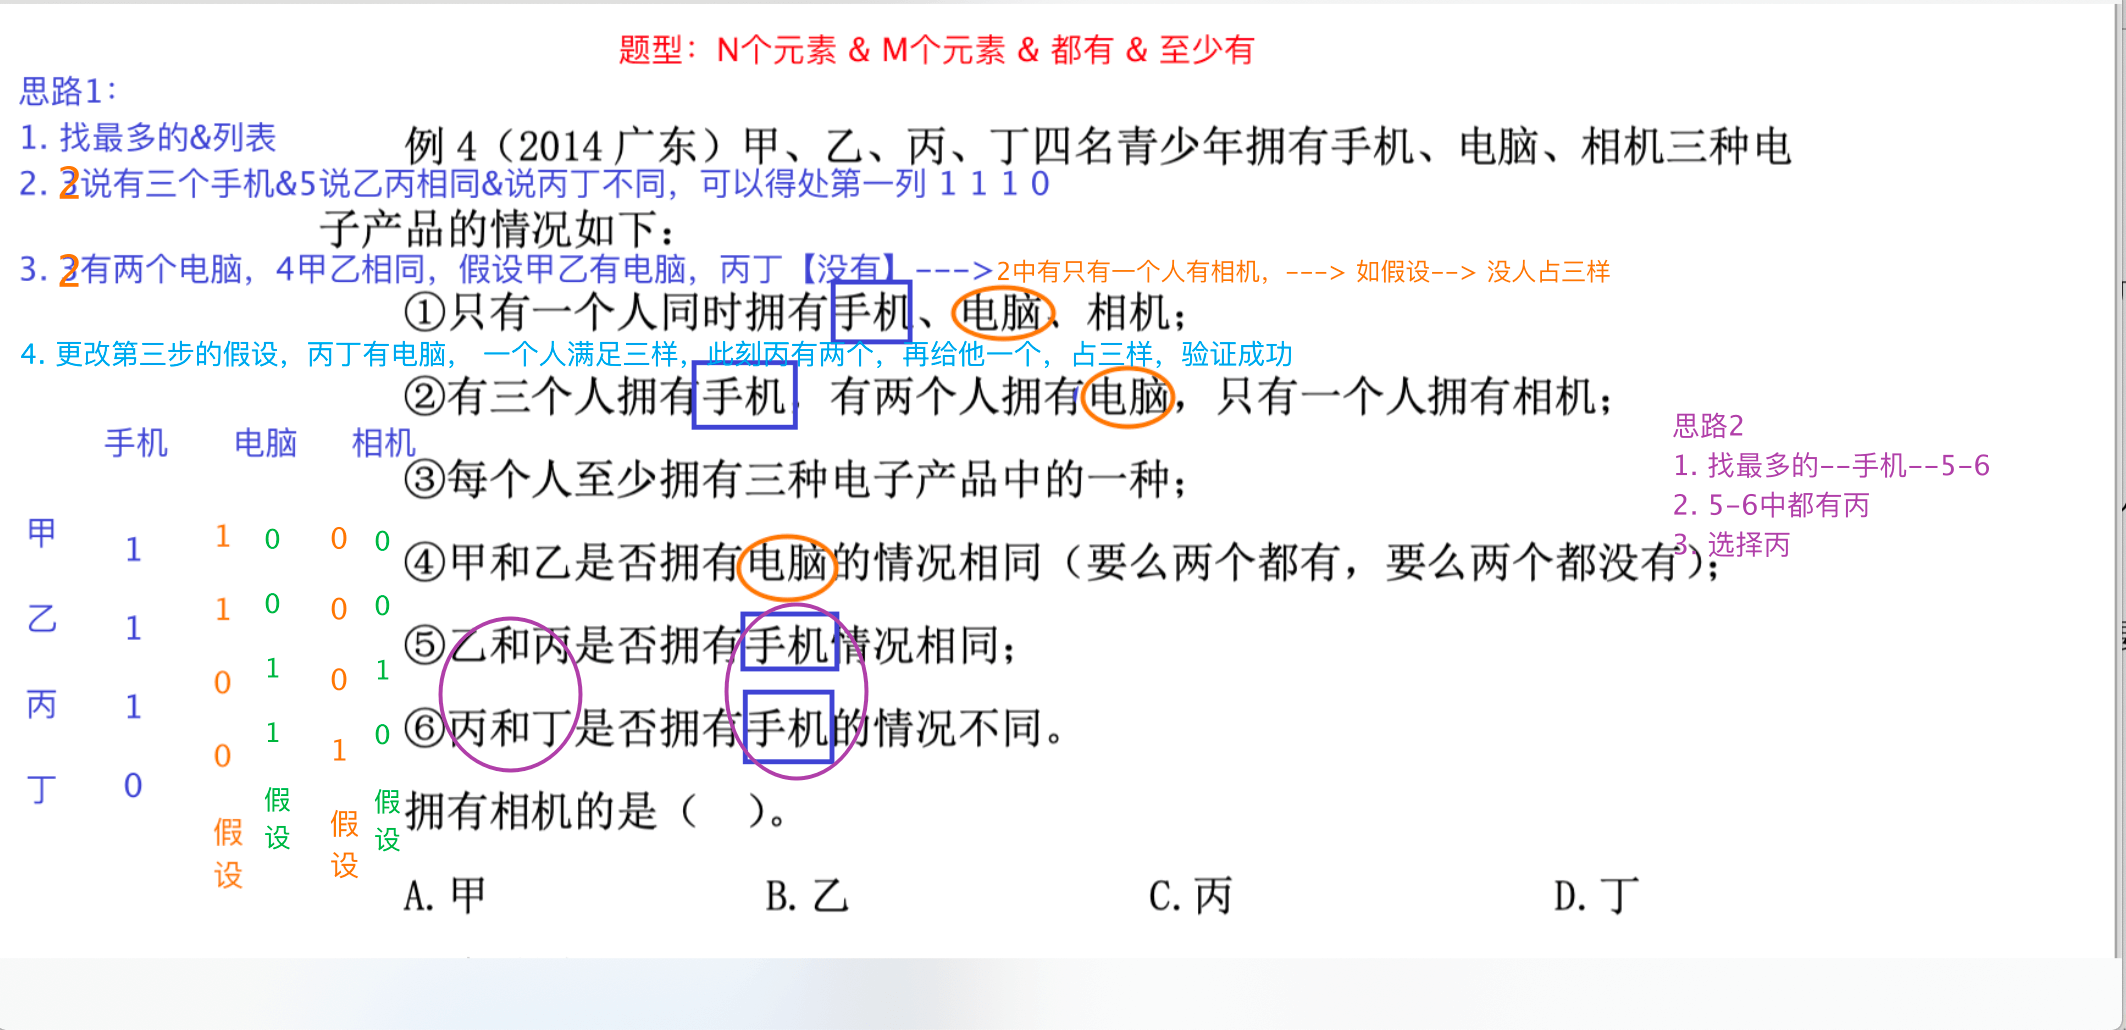 题型：N个元素 & M个元素 & 都有 & 至少有
思路1：
1. 找最多的&列表
例 4（2014 广东）甲、乙、丙、丁四名青少年拥有手机、电脑、相机三种电
2. 2说有三个手机&5说乙丙相同&说丙丁不同，可以得处第一列 1 1 1 0
子产品的情况如下：
3. 2有两个电脑，4甲乙相同，假设甲乙有电脑，丙丁【没有】--->2中有只有一个人有相机，---> 如假设--> 没人占三样
①只有一个人同时拥有手机、电脑、相机；
4. 更改第三步的假设，丙丁有电脑， 一个人满足三样，此刻丙有两个，再给他一个，占三样，验证成功
②有三个人拥有手机，有两个人拥有电脑，只有一个人拥有相机；
思路2
手机 电脑 相机
1. 找最多的--手机--5-6
③每个人至少拥有三种电子产品中的一种；
2. 5-6中都有丙
甲 1 1 0 0 0
3. 选择丙
④甲和乙是否拥有电脑的情况相同（要么两个都有，要么两个都没有）；
乙 1 1 0 0 0
⑤乙和丙是否拥有手机情况相同；
丙 1 0 1 0 1
⑥丙和丁是否拥有手机的情况不同。
丁 0 0 1 1 0
假设 假设 假设 假设
拥有相机的是（ ）。
A. 甲 B. 乙 C. 丙 D. 丁